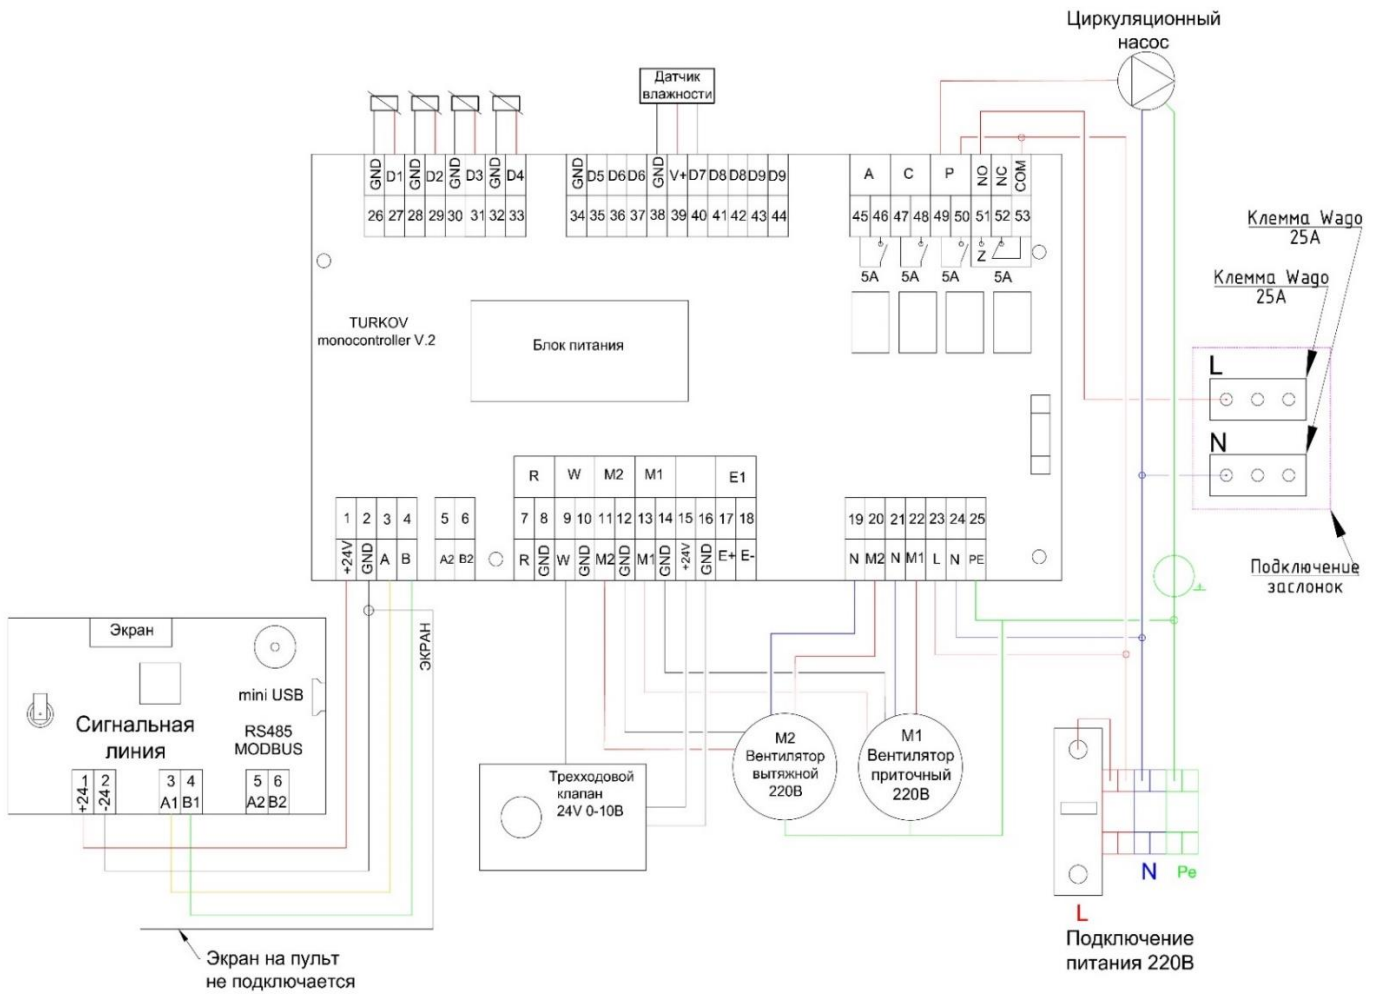 Циркуляционный
насос
Датчик
влажности
GND D1 GND D2 GND D3 GND D4
26 27 28 29 30 31 32 33
GND D5 D6 D6 GND V+ D7 D8 D8 D9 D9
34 35 36 37 38 39 40 41 42 43 44
A C P NO NC COM
45 46 47 48 49 50 51 52 53
Z
5A 5A 5A 5A
Клемма Wago
25А
Клемма Wago
25А
TURKOV
monocontroller V.2
Блок питания
L
N
Подключение
заслонок
R W M2 M1 E1
1 2 3 4 5 6 7 8 9 10 11 12 13 14 15 16 17 18 19 20 21 22 23 24 25
+24V GND A B A2 B2 R GND W GND M2 GND M1 GND +24V GND E+ E- N M2 N M1 L N PE
Экран
ЭКРАН
mini USB
Сигнальная
линия
RS485
MODBUS
1 2 3 4 5 6
+24 -24 A1 B1 A2 B2
Трехходовой
клапан
24V 0-10В
M2
Вентилятор
вытяжной
220В
M1
Вентилятор
приточный
220В
N Pe
L
Подключение
питания 220В
Экран на пульт
не подключается